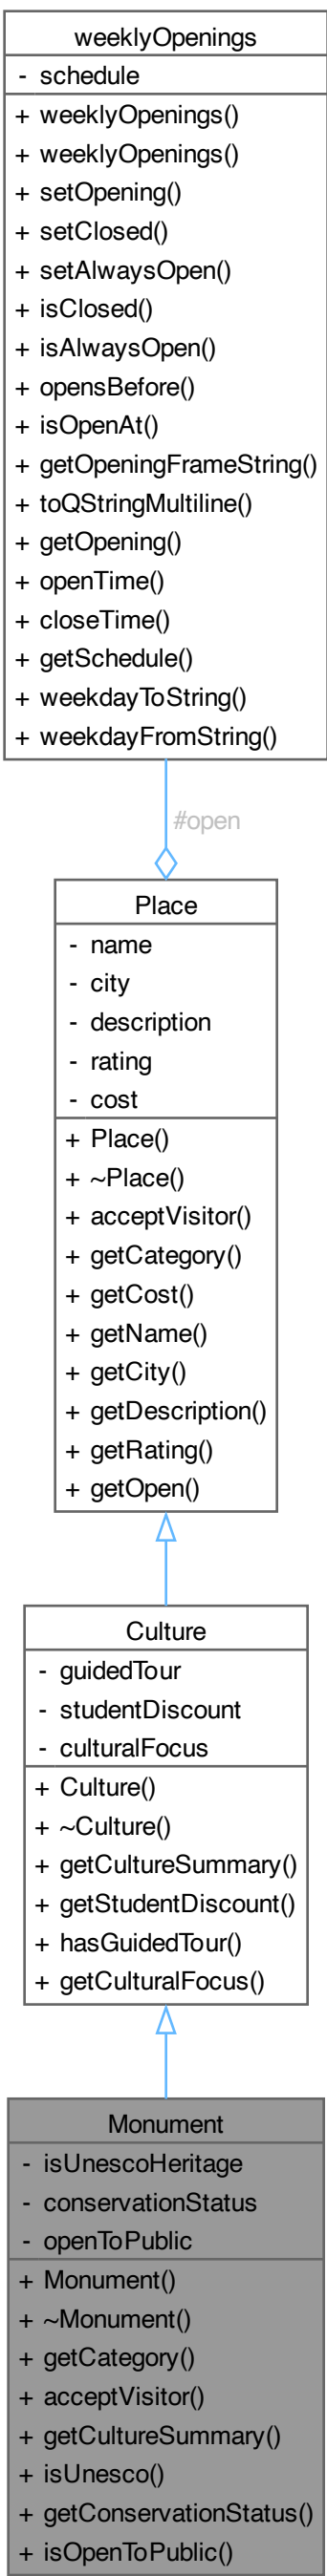 weeklyOpenings
- schedule
+ weeklyOpenings()
+ weeklyOpenings()
+ setOpening()
+ setClosed()
+ setAlwaysOpen()
+ isClosed()
+ isAlwaysOpen()
+ opensBefore()
+ isOpenAt()
+ getOpeningFrameString()
+ toQStringMultiline()
+ getOpening()
+ openTime()
+ closeTime()
+ getSchedule()
+ weekdayToString()
+ weekdayFromString()
#open
Place
- name
- city
- description
- rating
- cost
+ Place()
+ ~Place()
+ acceptVisitor()
+ getCategory()
+ getCost()
+ getName()
+ getCity()
+ getDescription()
+ getRating()
+ getOpen()
Culture
- guidedTour
- studentDiscount
- culturalFocus
+ Culture()
+ ~Culture()
+ getCultureSummary()
+ getStudentDiscount()
+ hasGuidedTour()
+ getCulturalFocus()
Monument
- isUnescoHeritage
- conservationStatus
- openToPublic
+ Monument()
+ ~Monument()
+ getCategory()
+ acceptVisitor()
+ getCultureSummary()
+ isUnesco()
+ getConservationStatus()
+ isOpenToPublic()